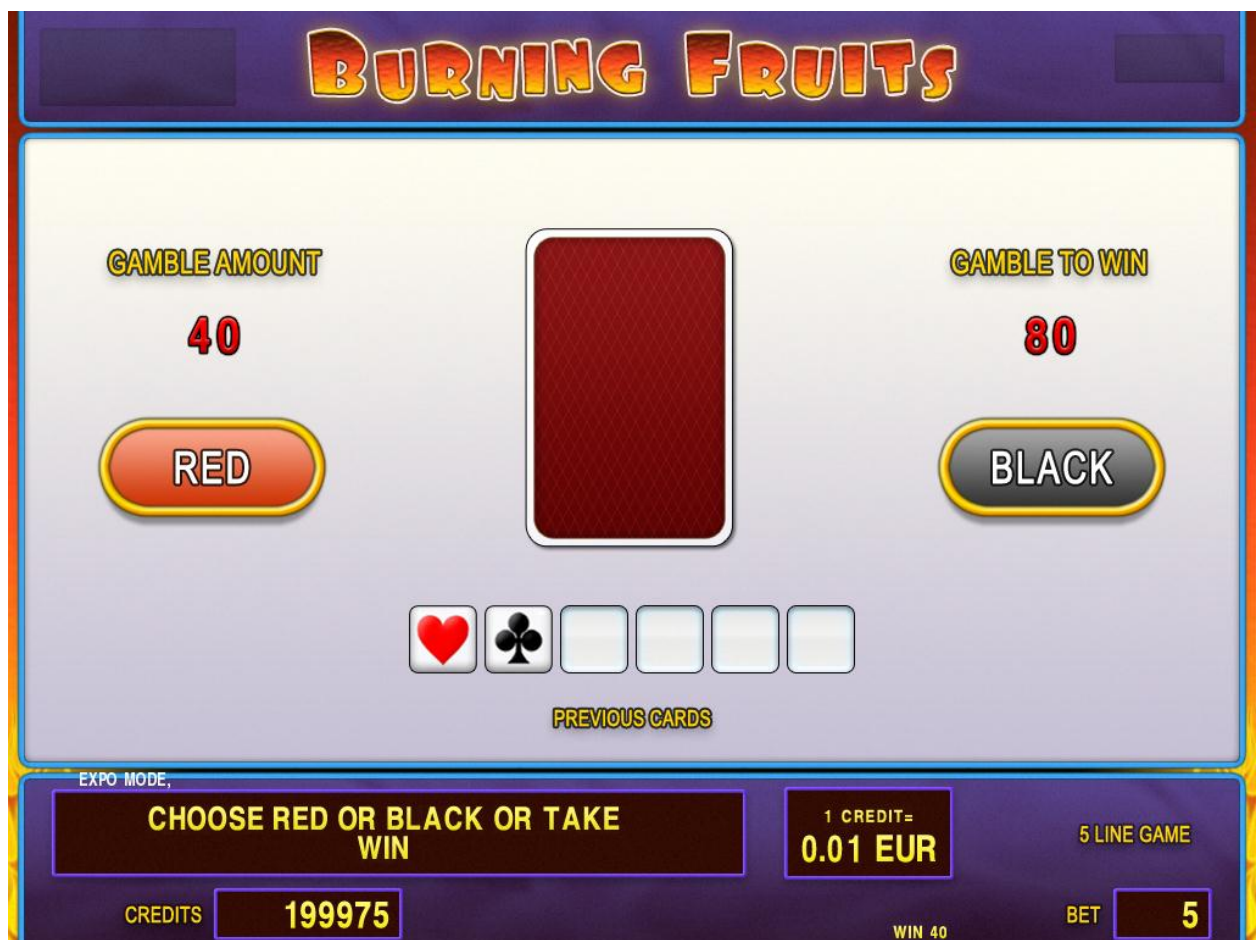 BURNING FRUITS
GAMBLE AMOUNT
40
RED
GAMBLE TO WIN
80
BLACK
PREVIOUS CARDS
EXPO MODE,
CHOOSE RED OR BLACK OR TAKE
WIN
1 CREDIT=
0.01 EUR
5 LINE GAME
CREDITS 199975
WIN 40
BET 5